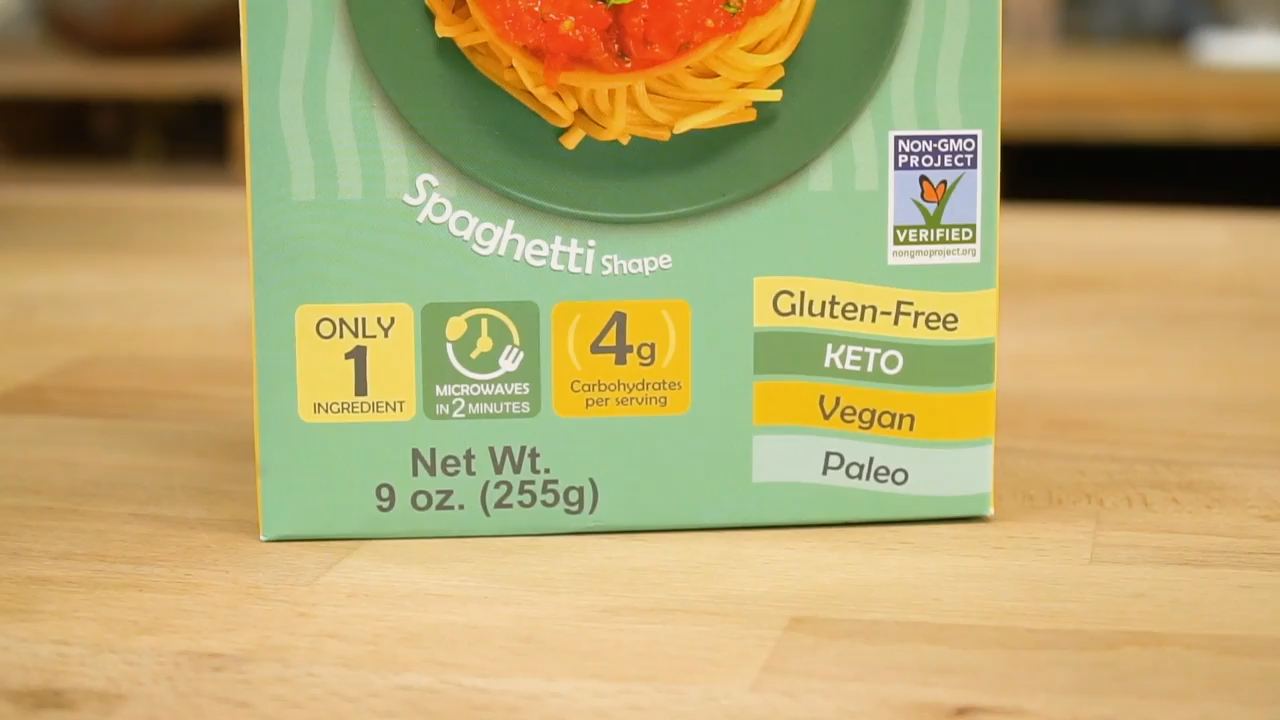 Spaghetti Shape
NON-GMO
PROJECT
VERIFIED
nongmoproject.org
ONLY
1
INGREDIENT
MICROWAVES
IN 2 MINUTES
(4g)
Carbohydrates
per serving
Gluten-Free
KETO
Vegan
Paleo
Net Wt.
9 oz. (255g)